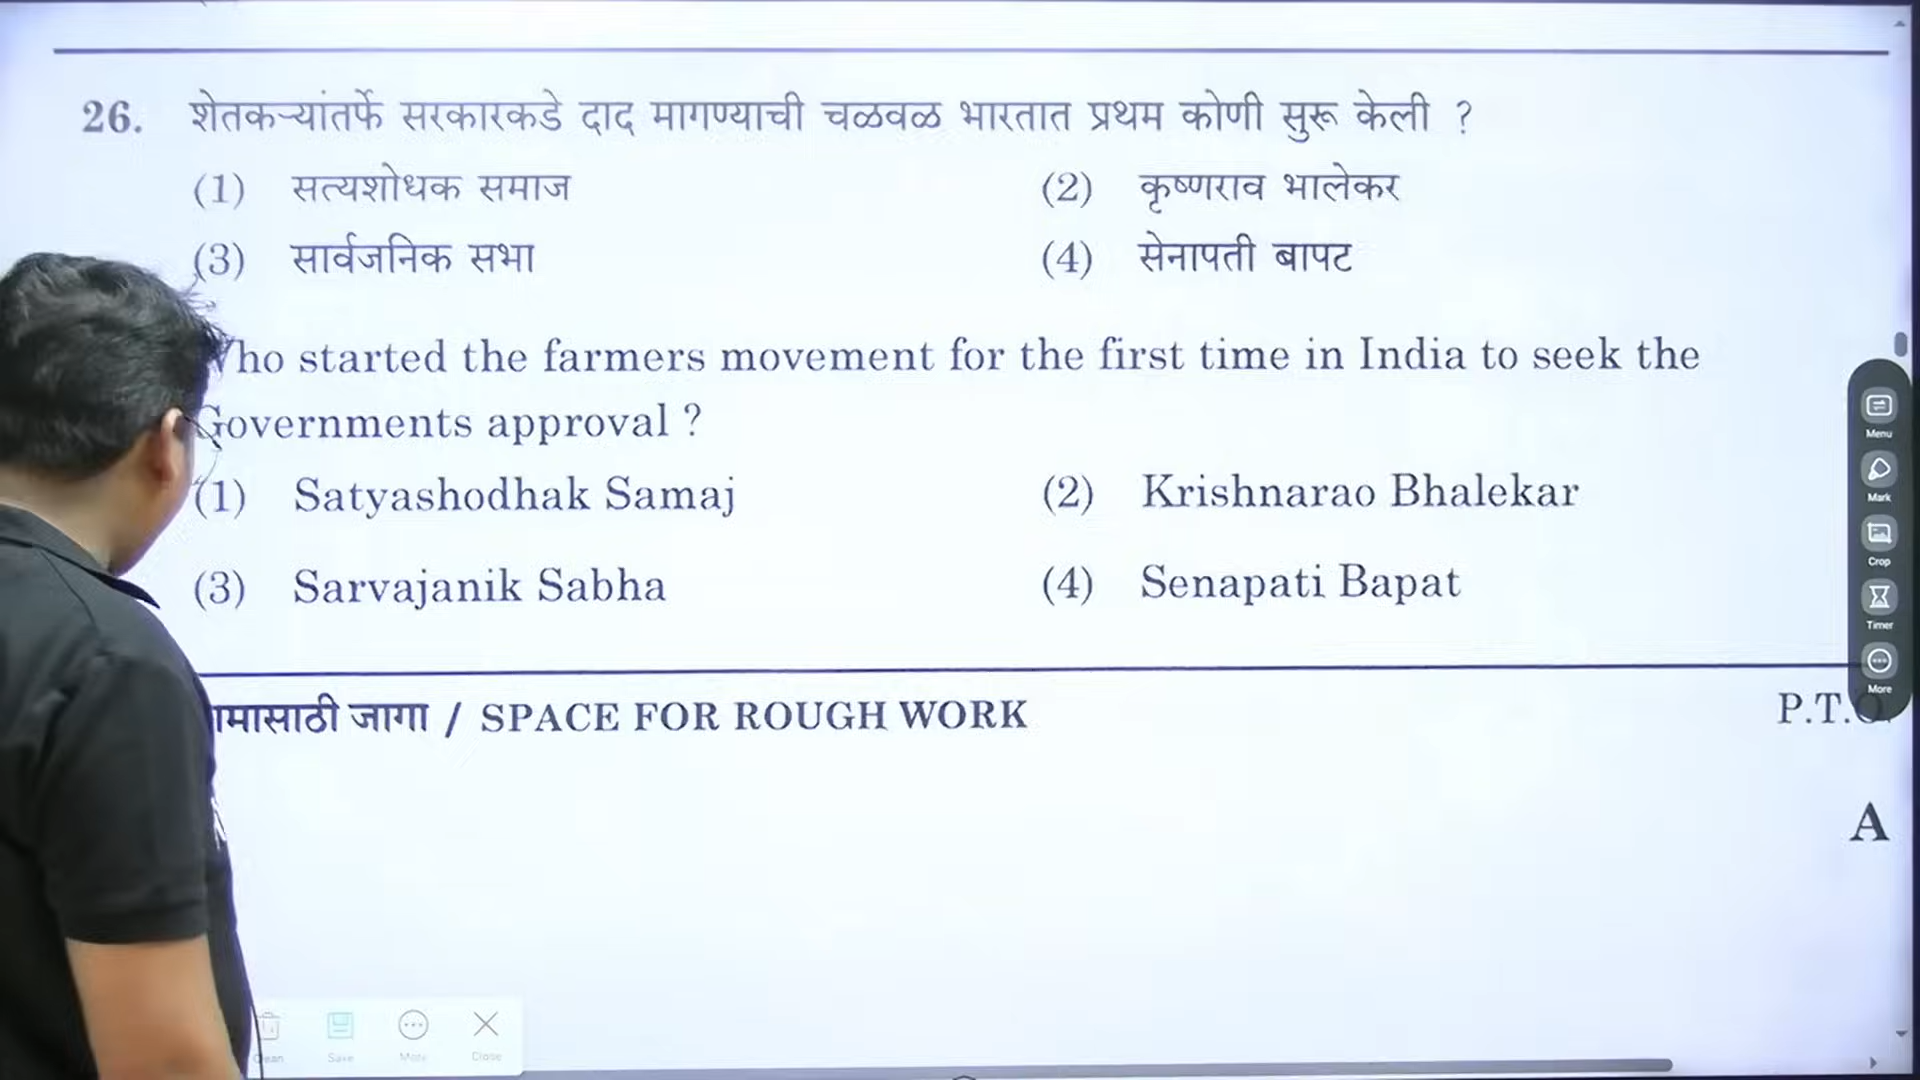 26. शेतकऱ्यांतर्फे सरकारकडे दाद मागण्याची चळवळ भारतात प्रथम कोणी सुरू केली ?
(1) सत्यशोधक समाज (2) कृष्णराव भालेकर
(3) सार्वजनिक सभा (4) सेनापती बापट
Who started the farmers movement for the first time in India to seek the
Governments approval ?
(1) Satyashodhak Samaj (2) Krishnarao Bhalekar
(3) Sarvajanik Sabha (4) Senapati Bapat
जागा / SPACE FOR ROUGH WORK P.T.O.
A
Menu
Mark
Crop
Timer
More
Save More Close